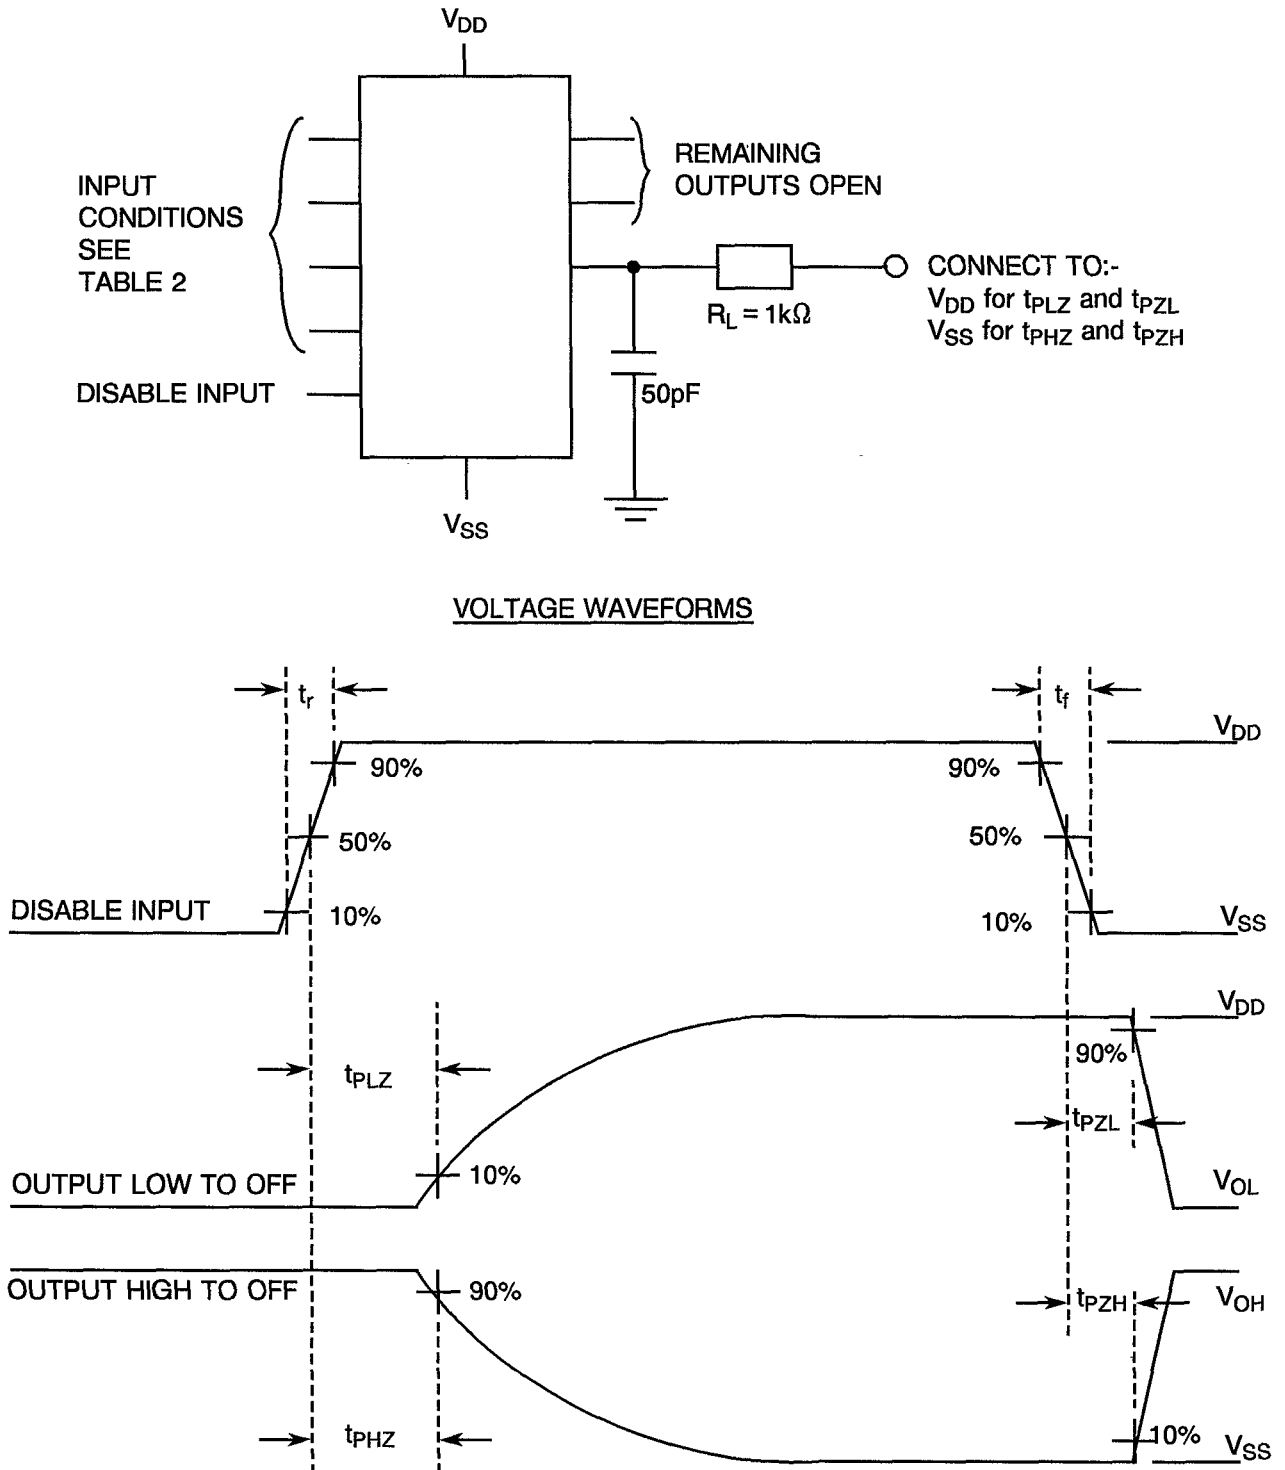 VDD
REMAINING
OUTPUTS OPEN
INPUT
CONDITIONS
SEE
TABLE 2
CONNECT TO:-
VDD for tPLZ and tPZL
VSS for tPHZ and tPZH
RL = 1kΩ
DISABLE INPUT
50pF
VSS
VOLTAGE WAVEFORMS
tr
tf
VDD
90%
90%
50%
50%
DISABLE INPUT
10%
10%
VSS
VDD
90%
tPLZ
tPZL
OUTPUT LOW TO OFF
10%
VOL
OUTPUT HIGH TO OFF
90%
tPZH
VOH
tPHZ
10%
VSS